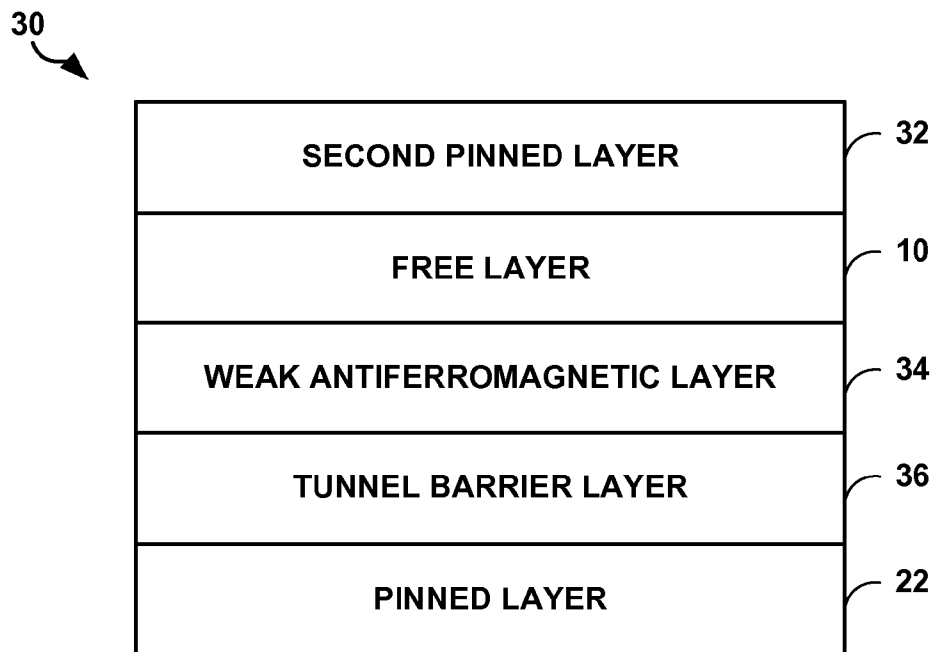 30
SECOND PINNED LAYER 32
FREE LAYER 10
WEAK ANTIFERROMAGNETIC LAYER 34
TUNNEL BARRIER LAYER 36
PINNED LAYER 22